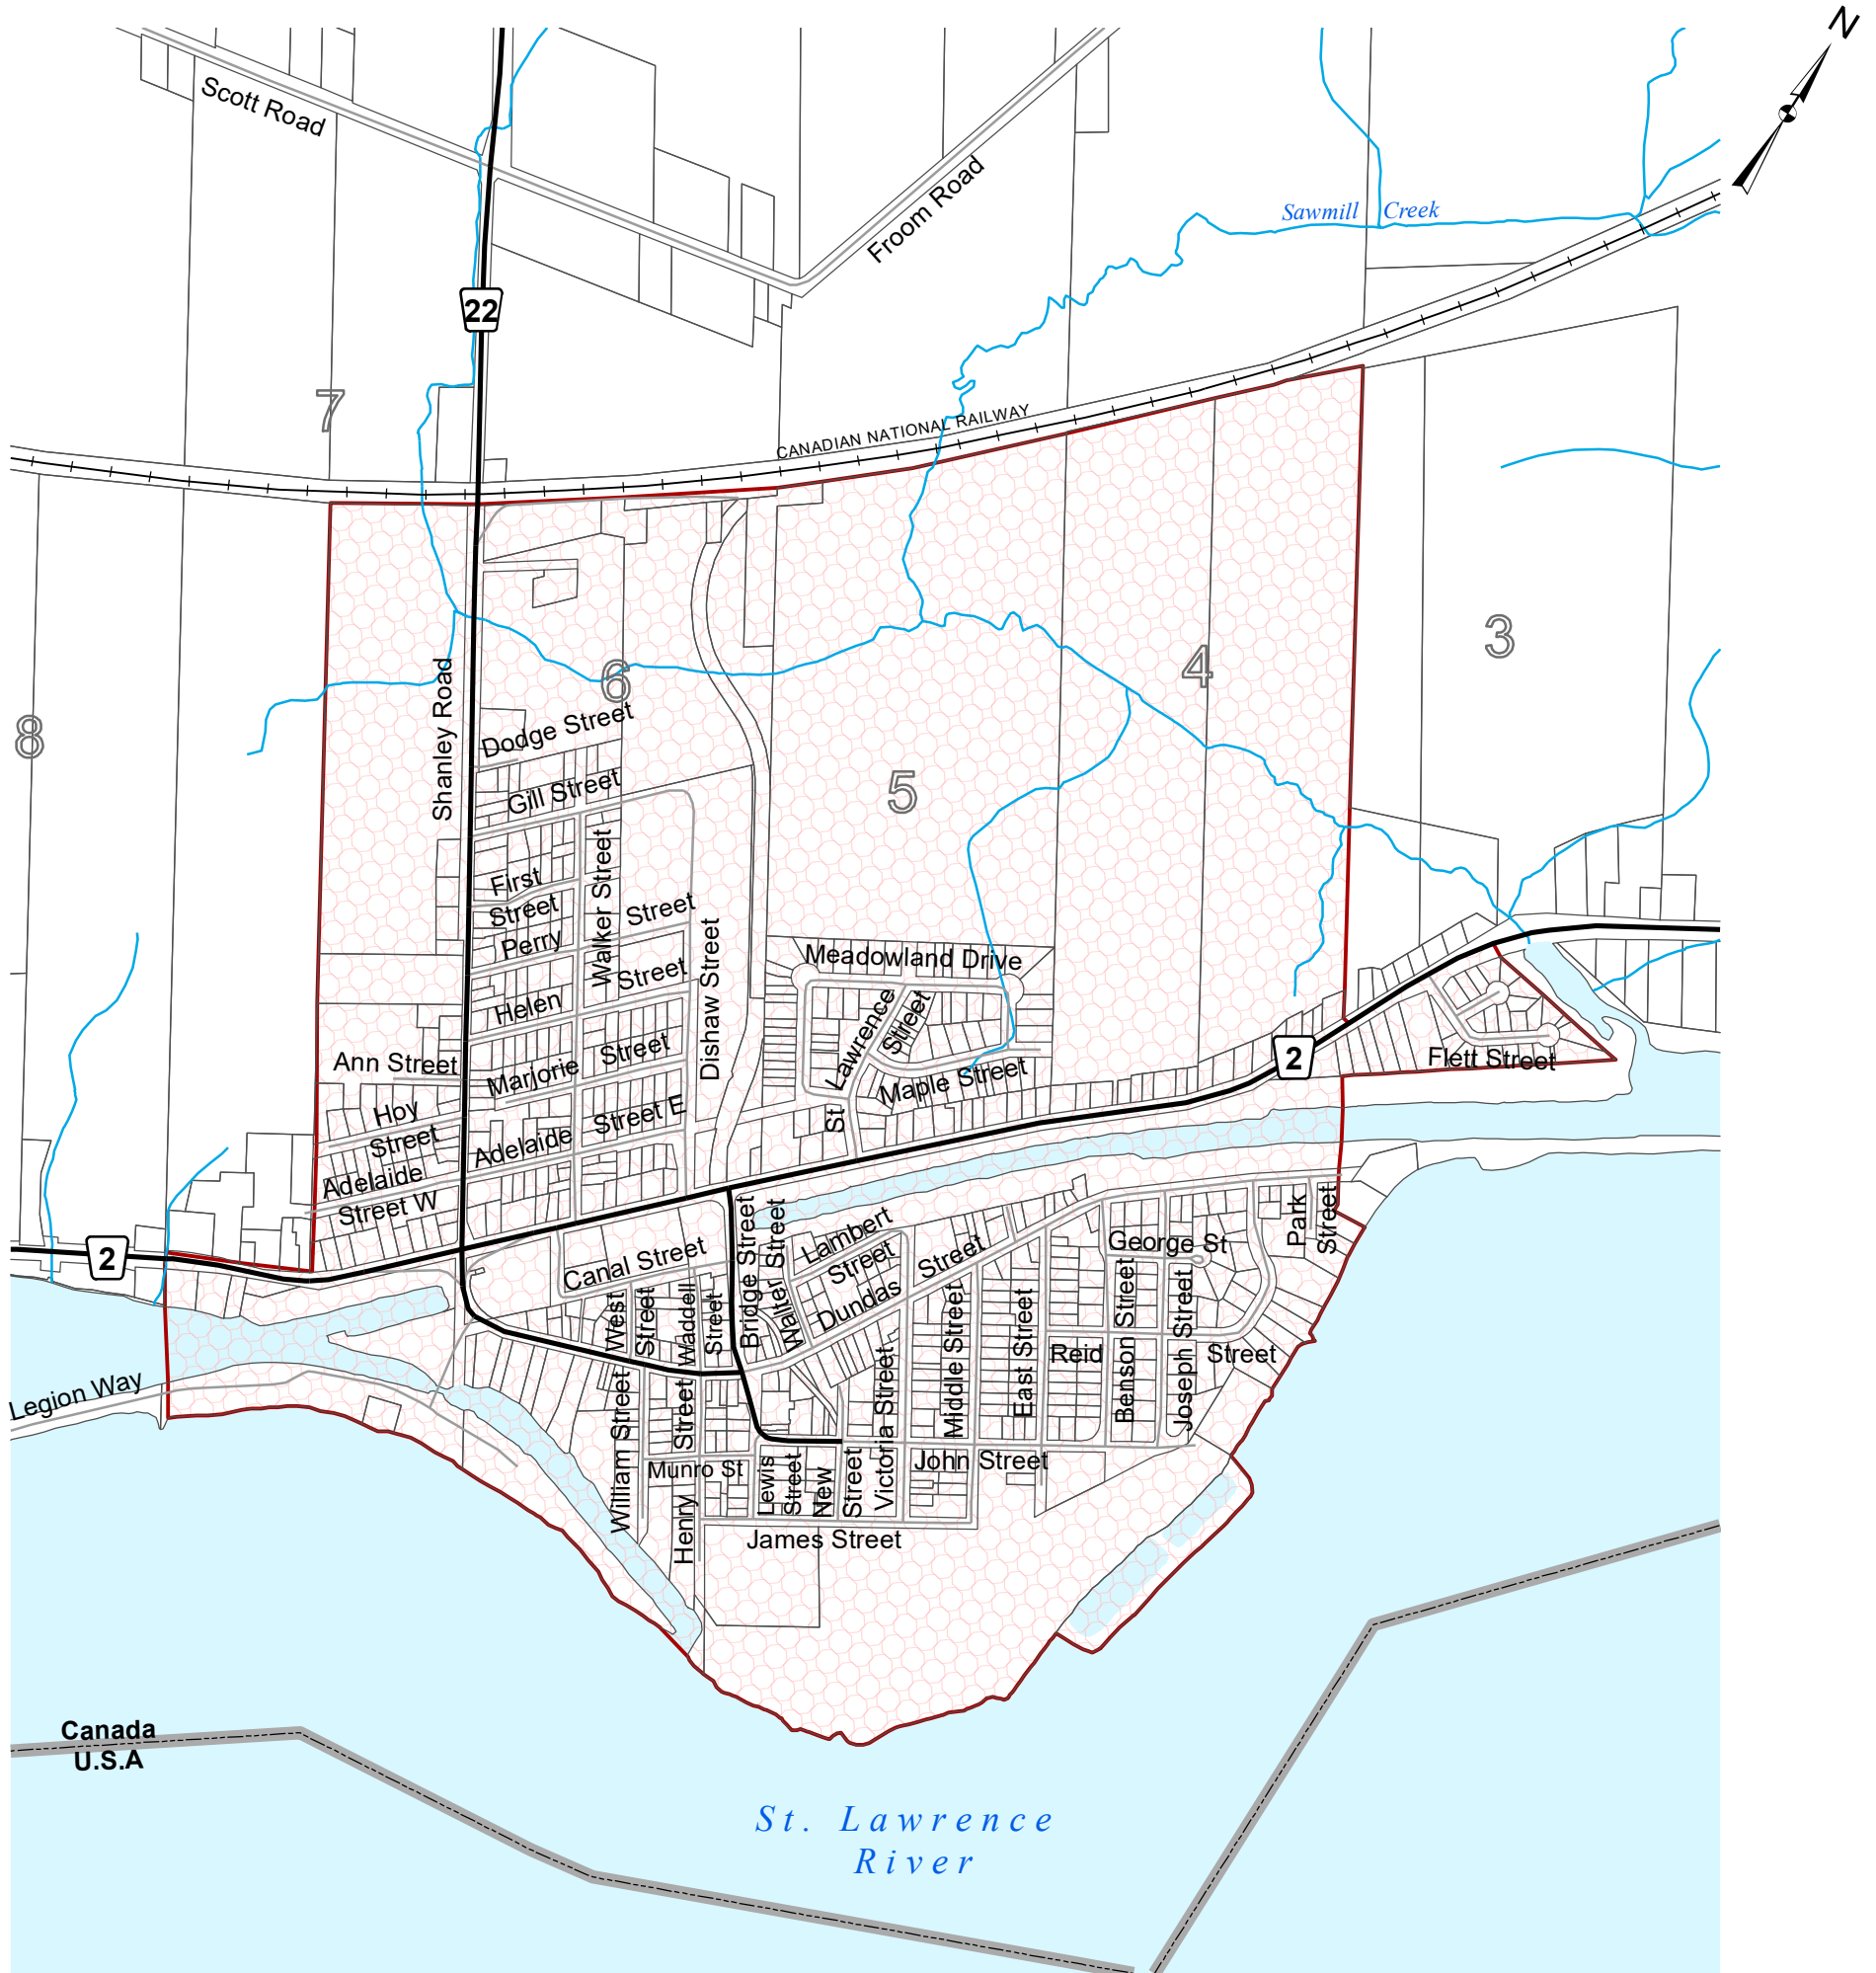 N
Scott Road
Froom Road
Sawmill Creek
22
7
CANADIAN NATIONAL RAILWAY
3
4
6
8
Shanley Road
Dodge Street
5
Gill Street
Walker Street
First
Street
Street
Perry
Dishaw Street
Meadowland Drive
Street
Helen
Lawrence
Street
Street
Ann Street
Marjorie
2
Flett Street
Maple Street
St
Hoy
Street
Street E
Adelaide
Adelaide
Street W
2
Lambert
Street
Park
Street
Canal Street
Bridge Street
Walter Street
Dundas
Street
George St
West
Street
Waddell
Street
Middle Street
East Street
Benson Street
Joseph Street
Reid
Street
Legion Way
William Street
Henry
Street
Victoria Street
Munro St
Lewis
Street
New
Street
John Street
James Street
Canada
U.S.A
St. Lawrence
River